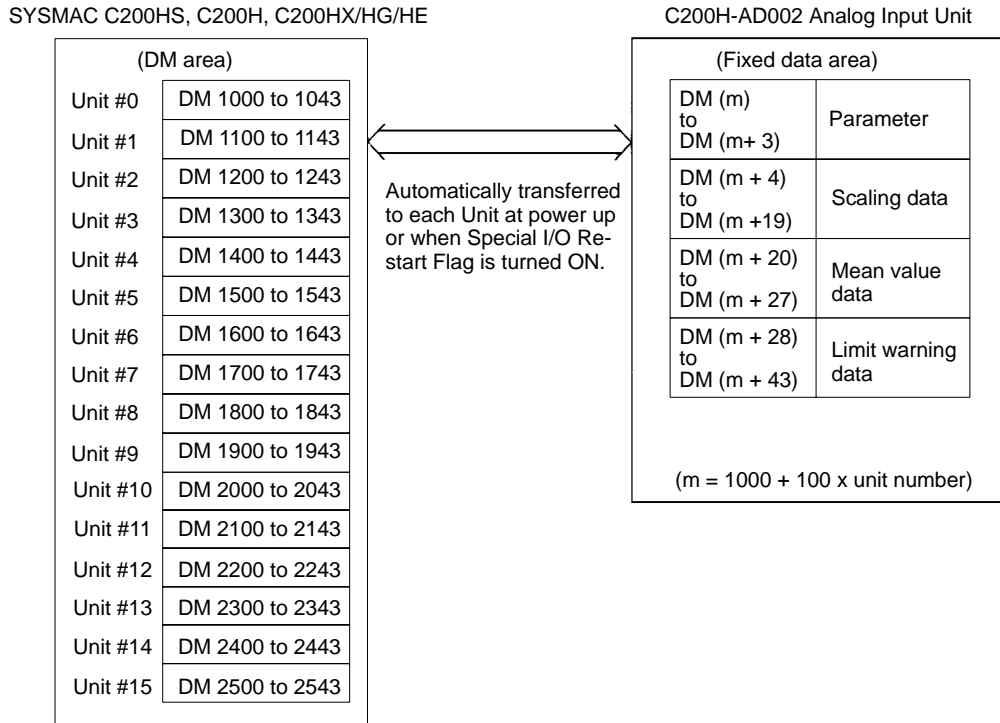 SYSMAC C200HS, C200H, C200HX/HG/HE
(DM area)
Unit #0 DM 1000 to 1043
Unit #1 DM 1100 to 1143
Unit #2 DM 1200 to 1243
Unit #3 DM 1300 to 1343
Unit #4 DM 1400 to 1443
Unit #5 DM 1500 to 1543
Unit #6 DM 1600 to 1643
Unit #7 DM 1700 to 1743
Unit #8 DM 1800 to 1843
Unit #9 DM 1900 to 1943
Unit #10 DM 2000 to 2043
Unit #11 DM 2100 to 2143
Unit #12 DM 2200 to 2243
Unit #13 DM 2300 to 2343
Unit #14 DM 2400 to 2443
Unit #15 DM 2500 to 2543
Automatically transferred
to each Unit at power up
or when Special I/O Re-
start Flag is turned ON.
C200H-AD002 Analog Input Unit
(Fixed data area)
DM (m)
to
DM (m+ 3)
Parameter
DM (m + 4)
to
DM (m +19)
Scaling data
DM (m + 20)
to
DM (m + 27)
Mean value
data
DM (m + 28)
to
DM (m + 43)
Limit warning
data
(m = 1000 + 100 x unit number)